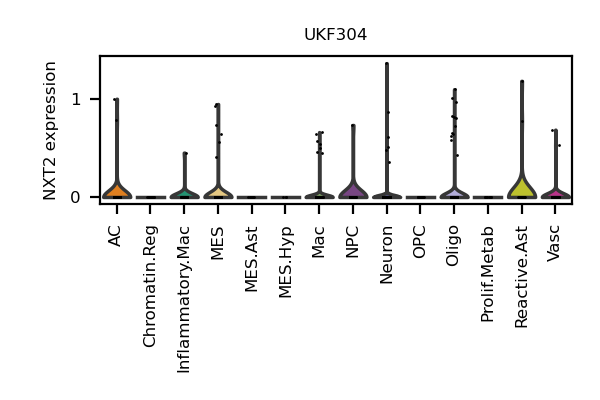 UKF304
NXT2 expression
1
0
AC
Chromatin.Reg
Inflammatory.Mac
MES
MES.Ast
MES.Hyp
Mac
NPC
Neuron
OPC
Oligo
Prolif.Metab
Reactive.Ast
Vasc